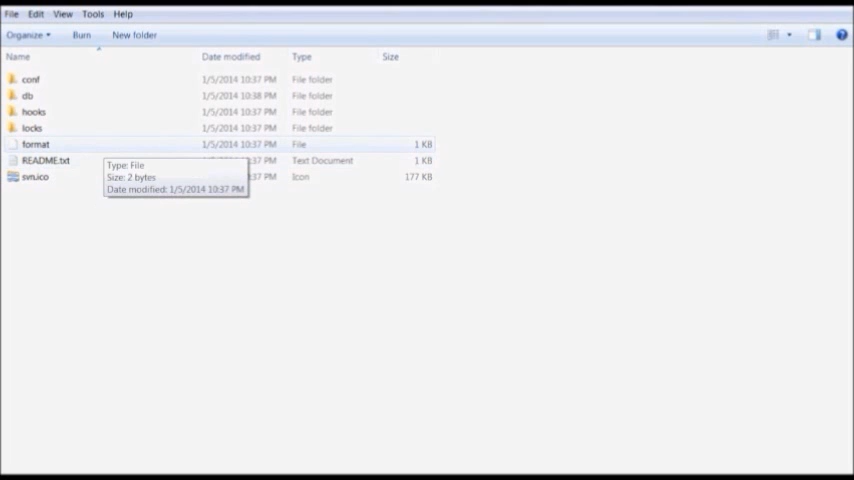 File Edit View Tools Help
Organize Burn New folder
Name Date modified Type Size
conf 1/5/2014 10:37 PM File folder
db 1/5/2014 10:38 PM File folder
hooks 1/5/2014 10:37 PM File folder
locks 1/5/2014 10:37 PM File folder
format 1/5/2014 10:37 PM File 1 KB
README.txt :37 PM Text Document 1 KB
svn.ico :37 PM Icon 177 KB
Type: File
Size: 2 bytes
Date modified: 1/5/2014 10:37 PM